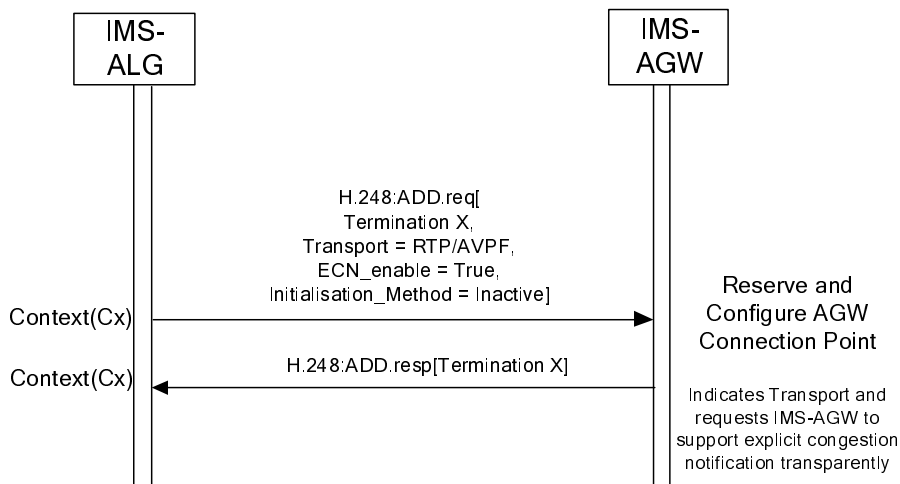 IMS-
ALG
IMS-
AGW
H.248:ADD.req[
Termination X,
Transport = RTP/AVPF,
ECN_enable = True,
Initialisation_Method = Inactive]
Context(Cx)
Reserve and
Configure AGW
Connection Point
H.248:ADD.resp[Termination X]
Context(Cx)
Indicates Transport and
requests IMS-AGW to
support explicit congestion
notification transparently